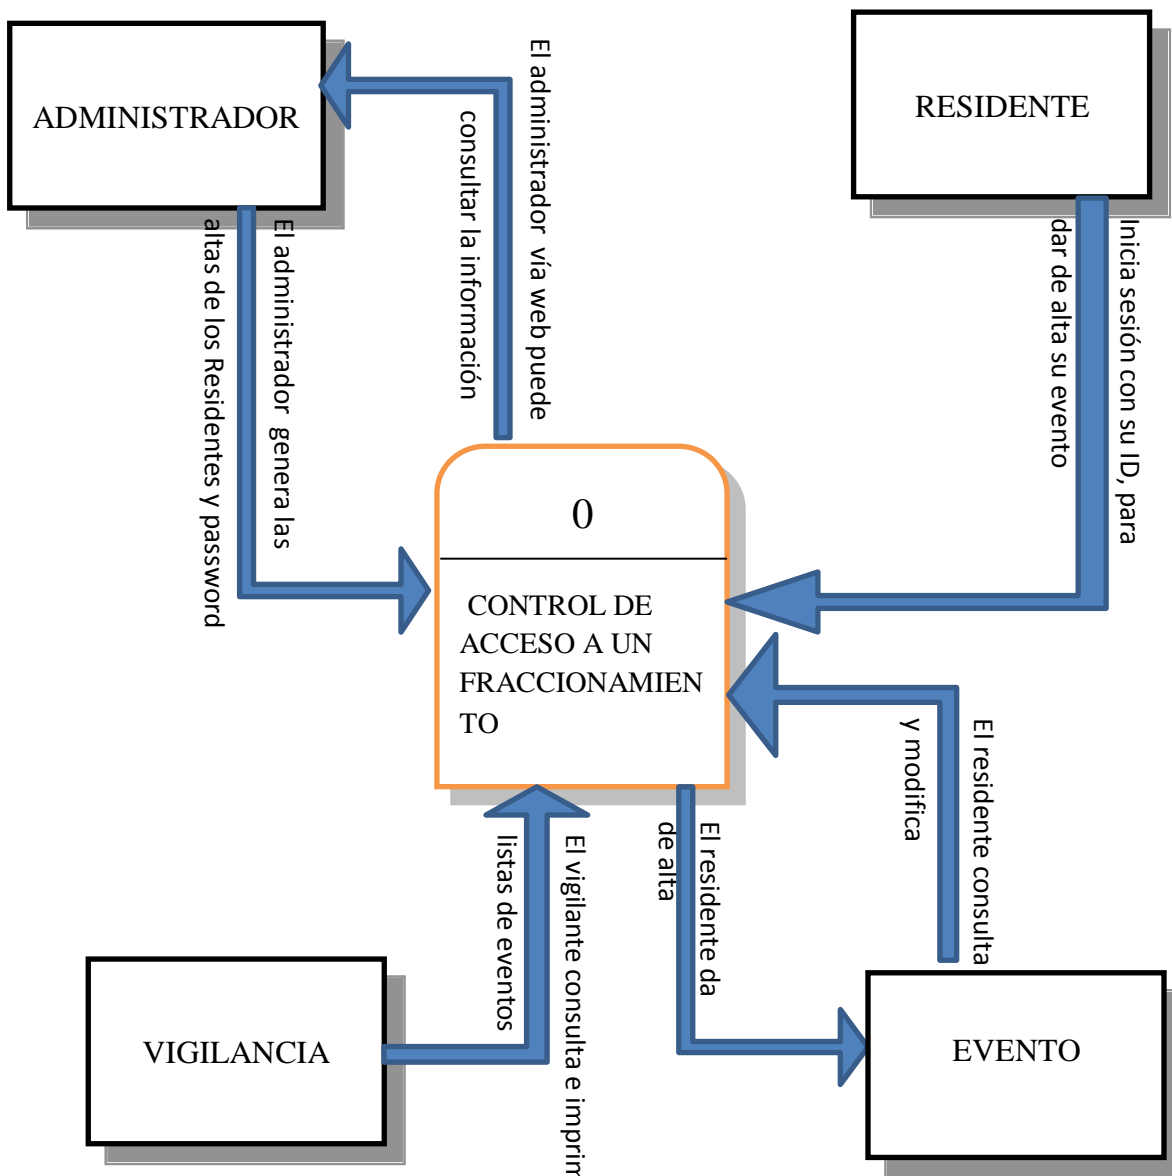 ADMINISTRADOR
RESIDENTE
El administrador vía web puede
consultar la información
El administrador genera las
altas de los Residentes y password
Inicia sesión con su ID, para
dar de alta su evento
0
CONTROL DE
ACCESO A UN
FRACCIONAMIEN
TO
El residente consulta
y modifica
El residente da
de alta
El vigilante consulta e imprim
listas de eventos
VIGILANCIA
EVENTO